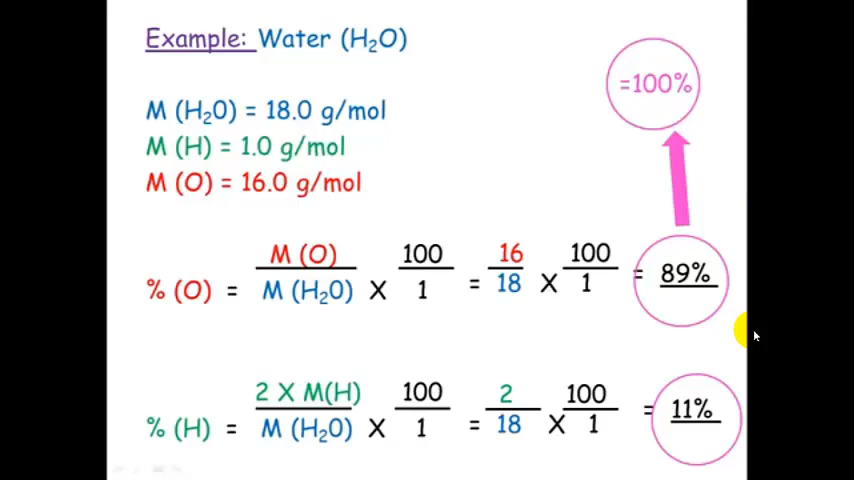 Example: Water (H₂O)
=100%
M (H₂0) = 18.0 g/mol
M (H) = 1.0 g/mol
M (O) = 16.0 g/mol
% (O) = M (O) / M (H₂0) X 100 / 1 = 16 / 18 X 100 / 1 = 89%
% (H) = 2 X M(H) / M (H₂0) X 100 / 1 = 2 / 18 X 100 / 1 = 11%